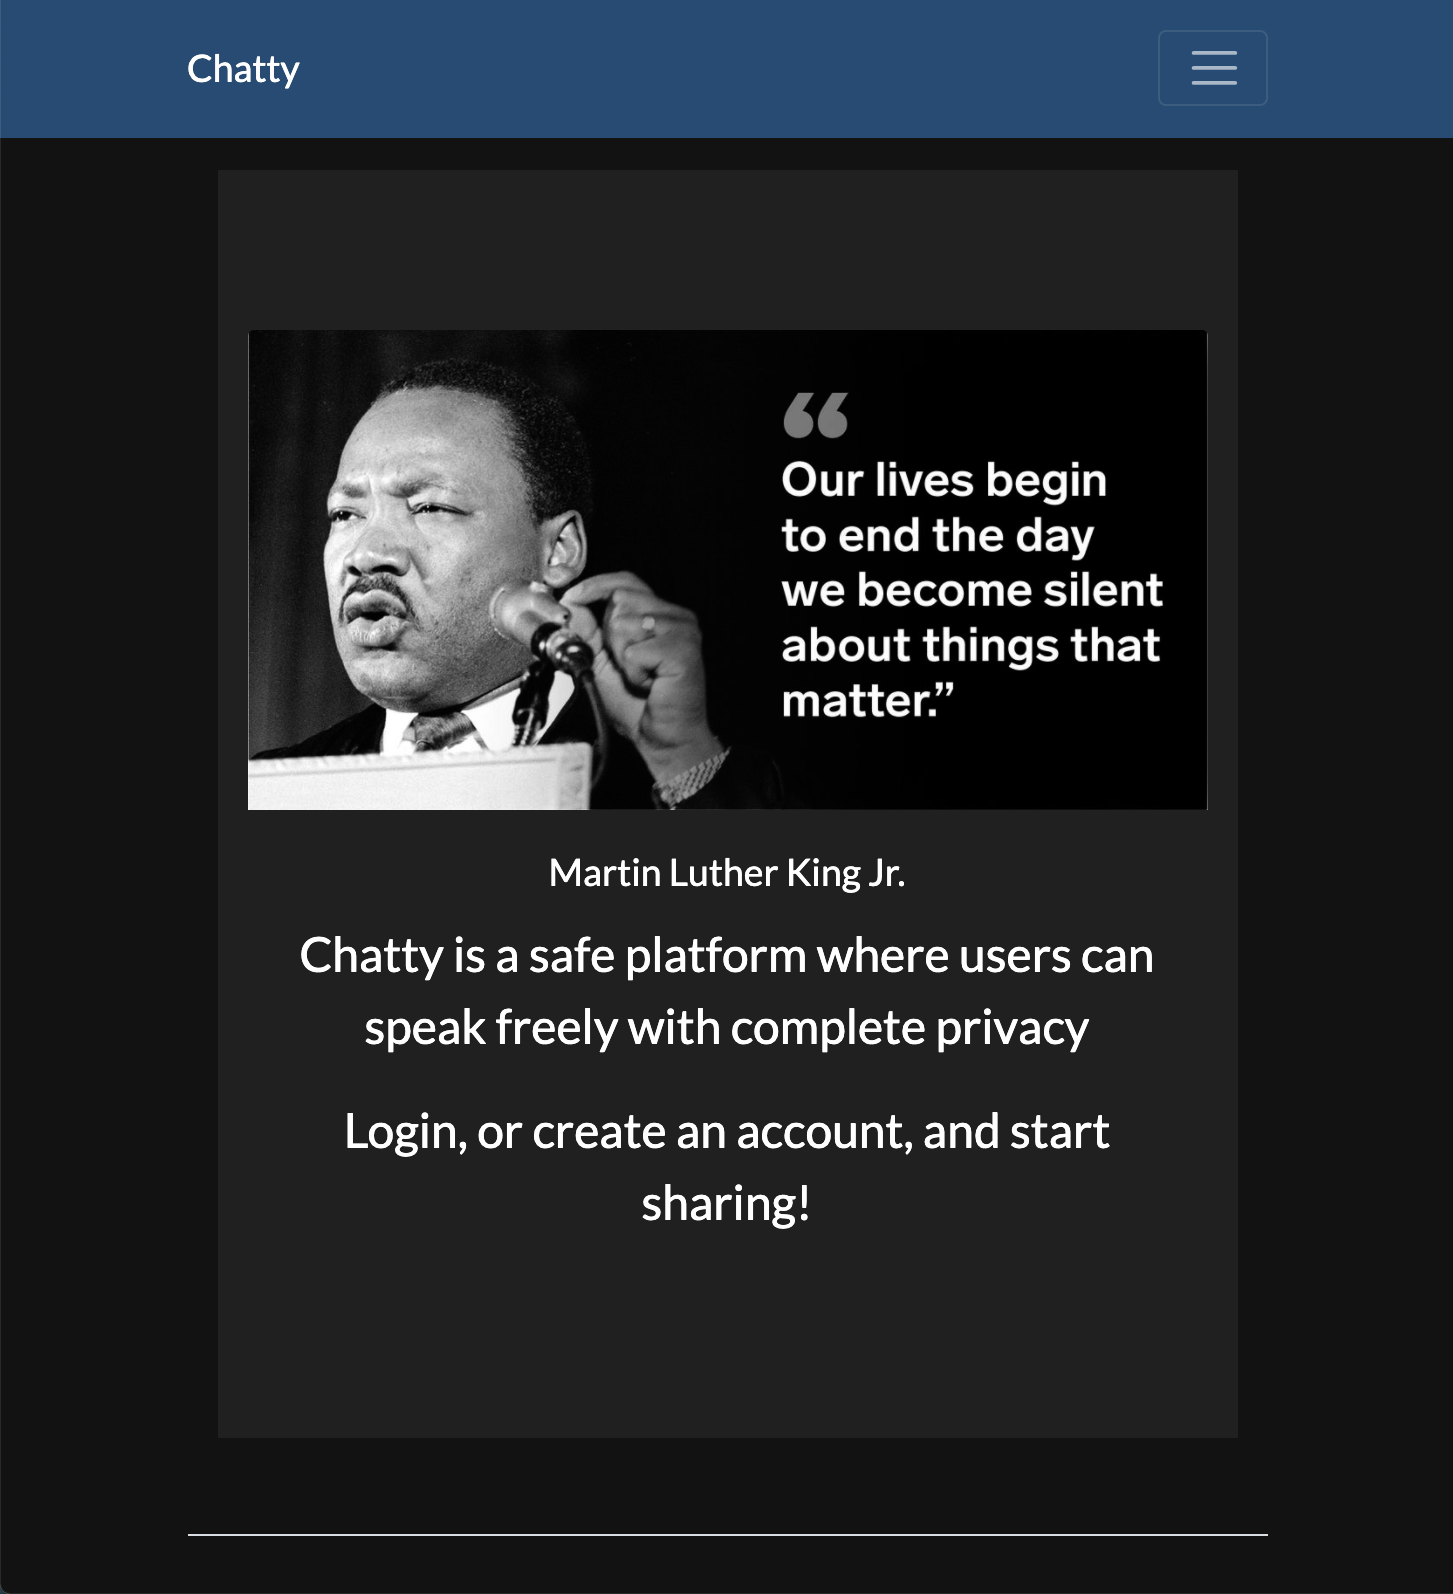 Chatty
“
Our lives begin
to end the day
we become silent
about things that
matter.”
Martin Luther King Jr.
Chatty is a safe platform where users can
speak freely with complete privacy
Login, or create an account, and start
sharing!